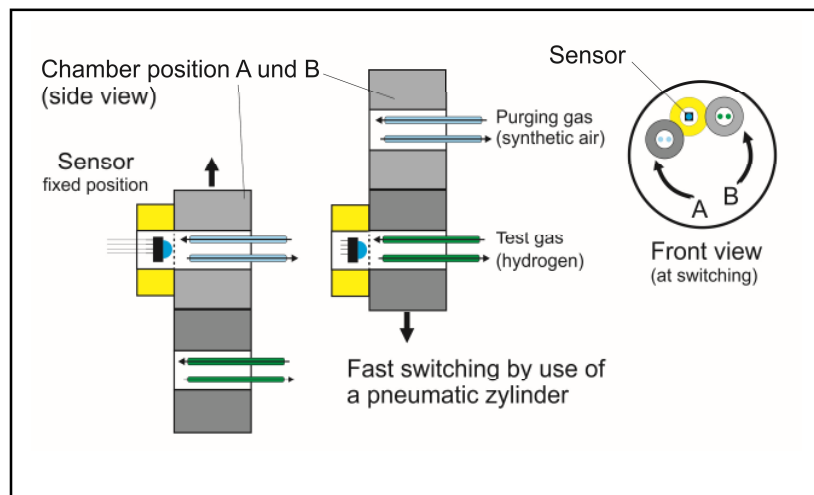 Chamber position A und B
(side view)
Sensor
fixed position
Purging gas
(synthetic air)
Test gas
(hydrogen)
Fast switching by use of
a pneumatic zylinder
Sensor
A
B
Front view
(at switching)